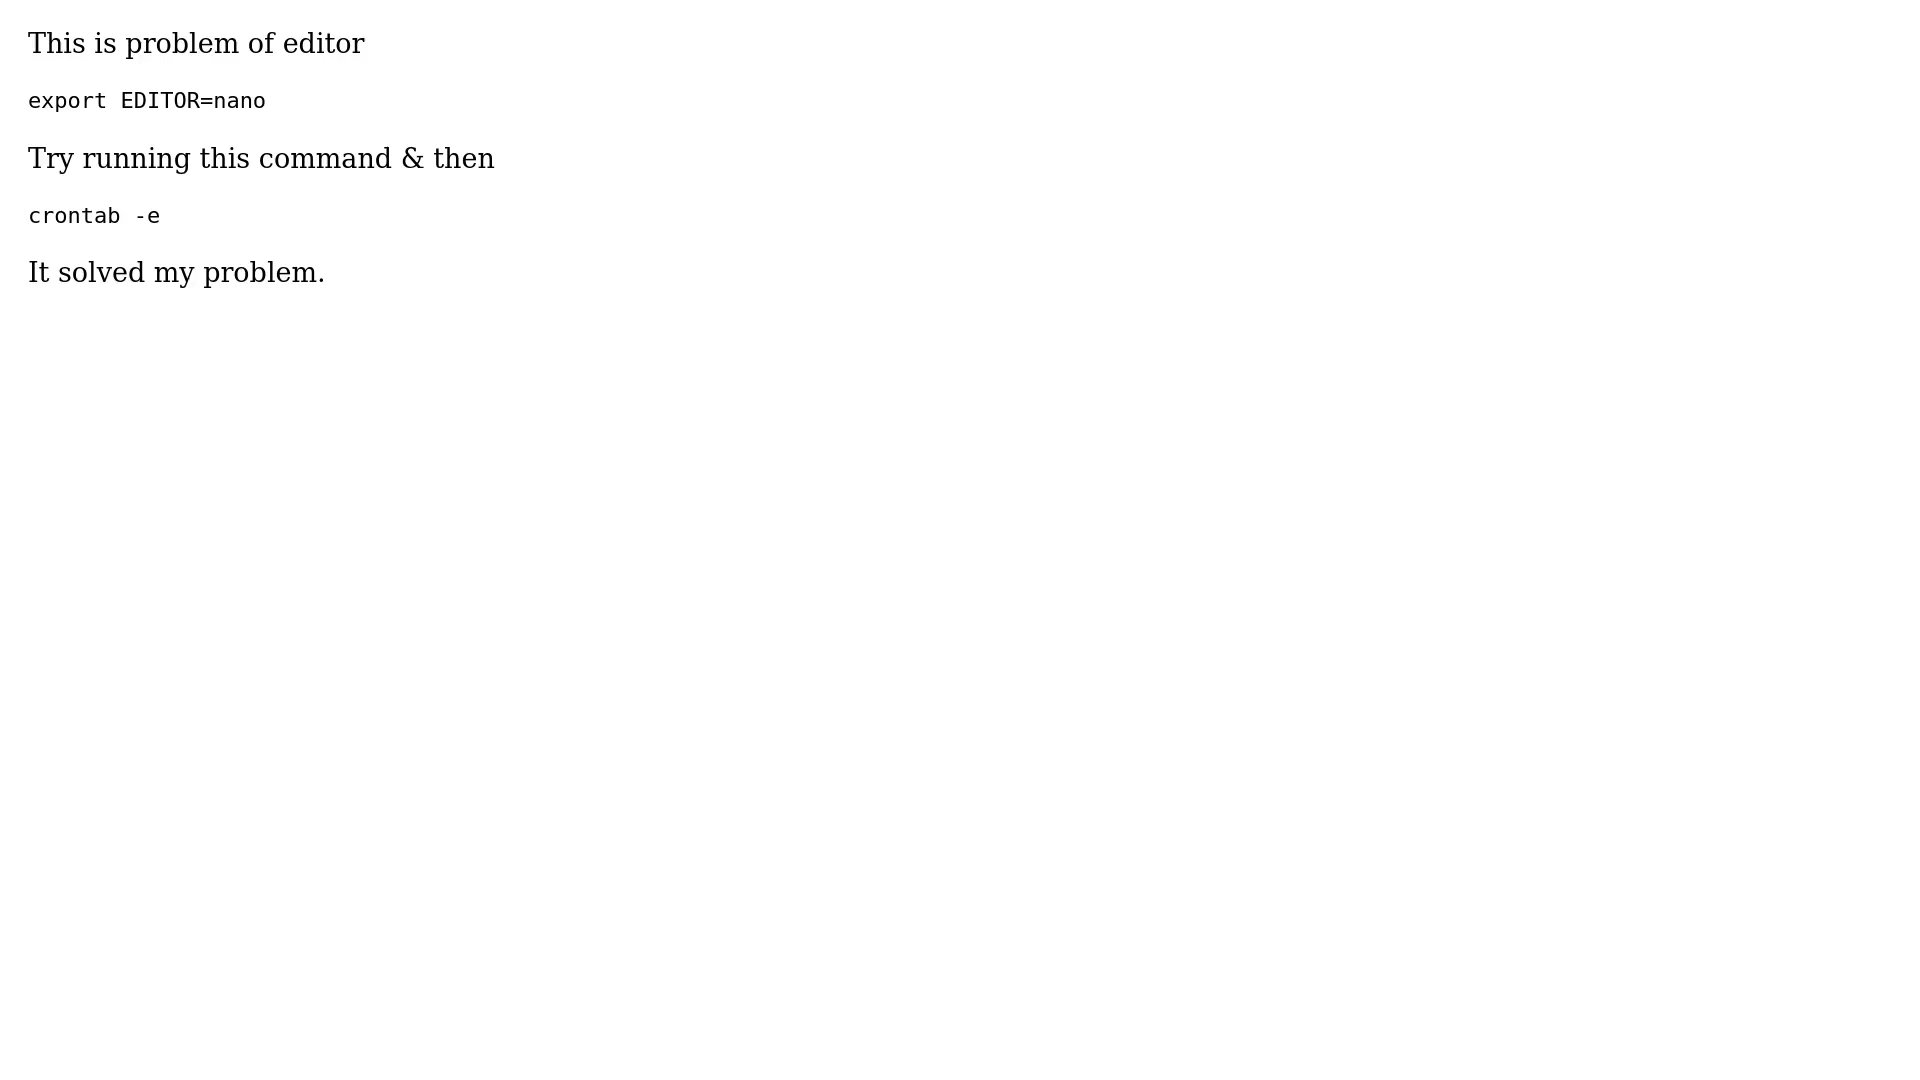 This is problem of editor
export EDITOR=nano
Try running this command & then
crontab -e
It solved my problem.